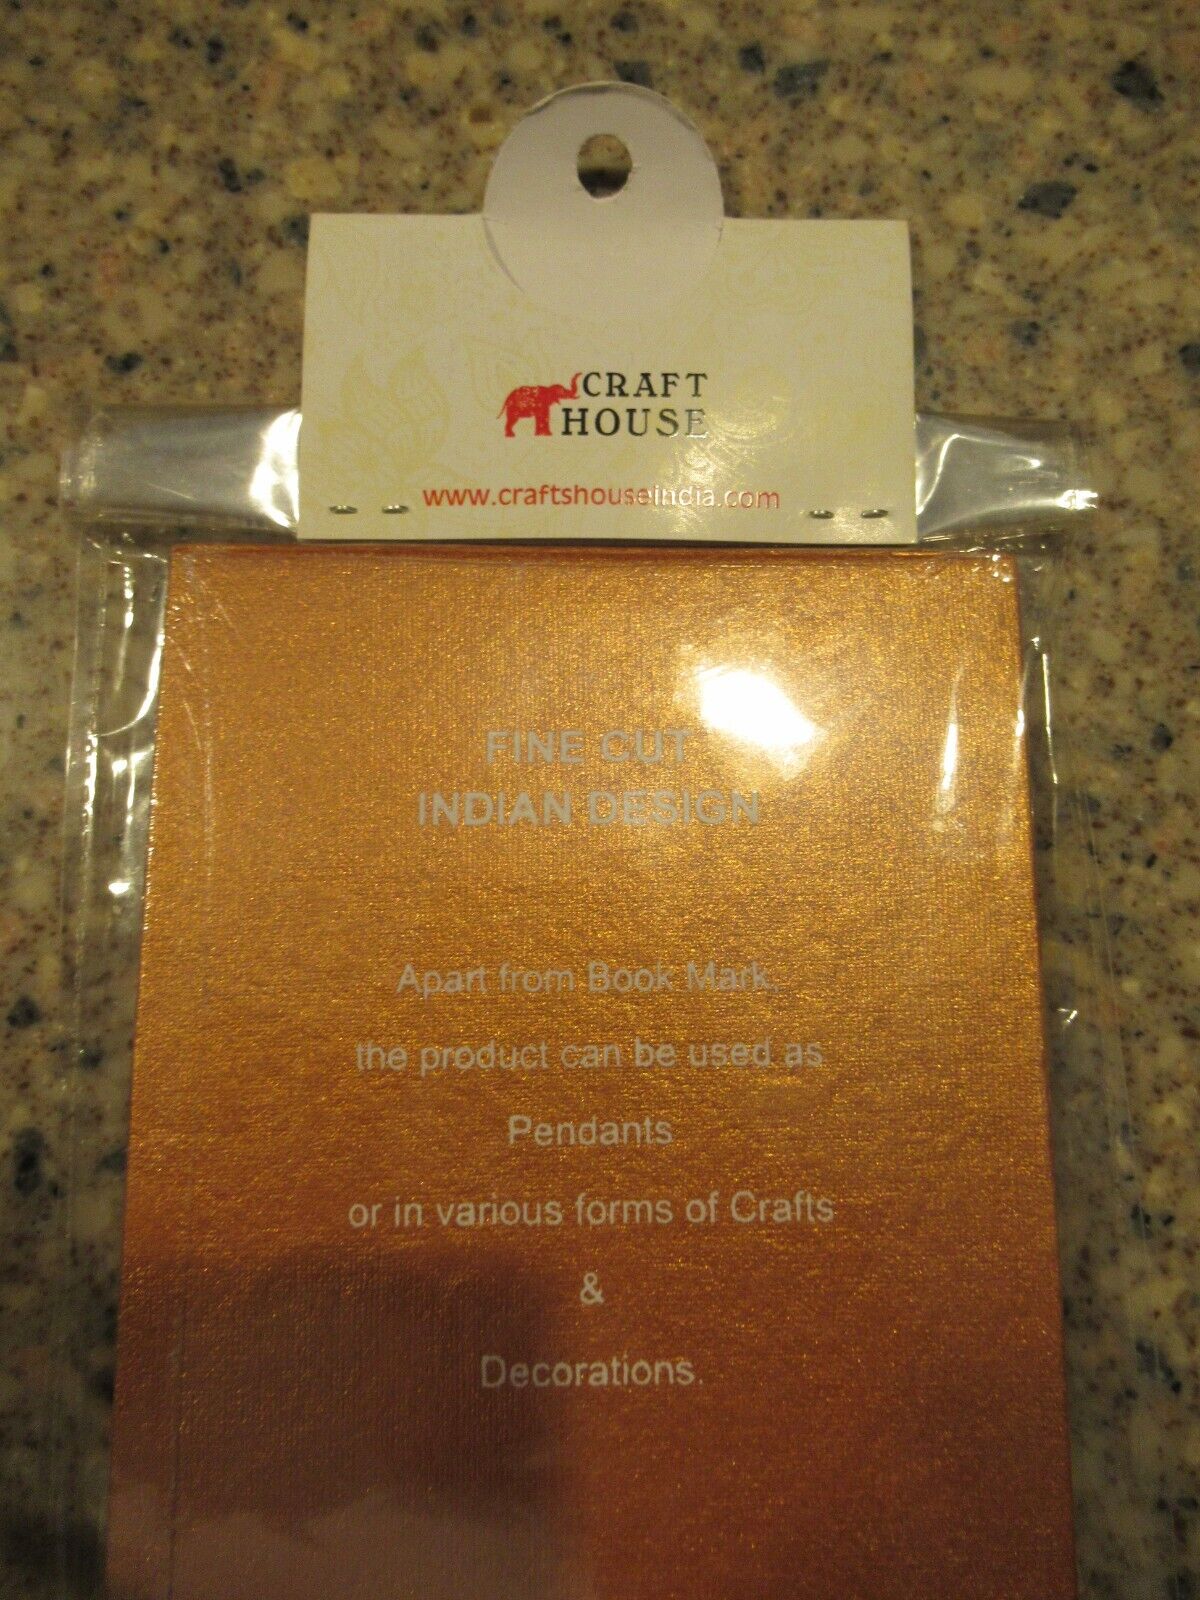 CRAFT
HOUSE
www.craftshouseindia.com
FINE CUT
INDIAN DESIGN
Apart from Book Mark,
the product can be used as
Pendants
or in various forms of Crafts
&
Decorations.